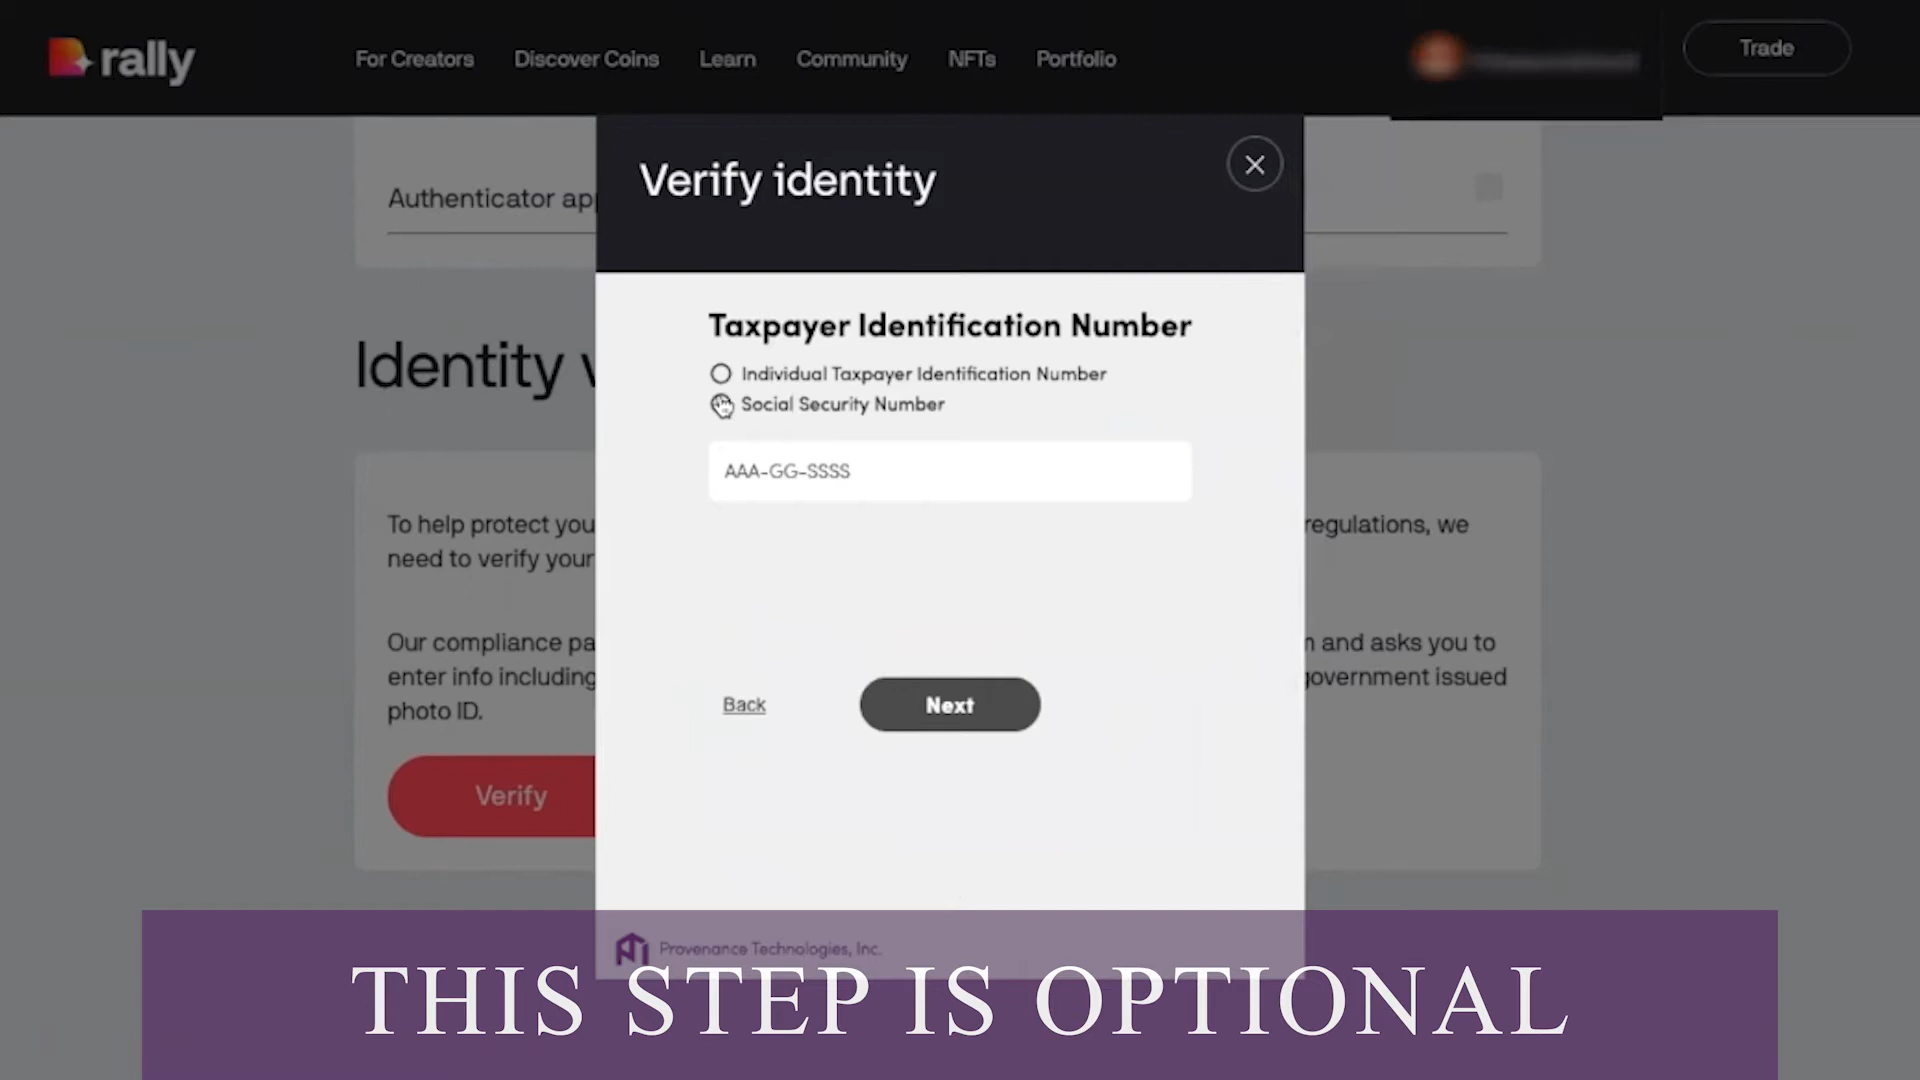 rally
For Creators
Discover Coins
Learn
Community
NFTs
Portfolio
Trade
Authenticator
Identity
Verify identity
Taxpayer Identification Number
Individual Taxpayer Identification Number
Social Security Number
AAA-GG-SSSS
Back
Next
To help protect you
regulations, we
need to verify your
Our compliance
and asks you to
enter info including
government issued
photo ID.
Verify
Provenance Technologies, Inc.
THIS STEP IS OPTIONAL